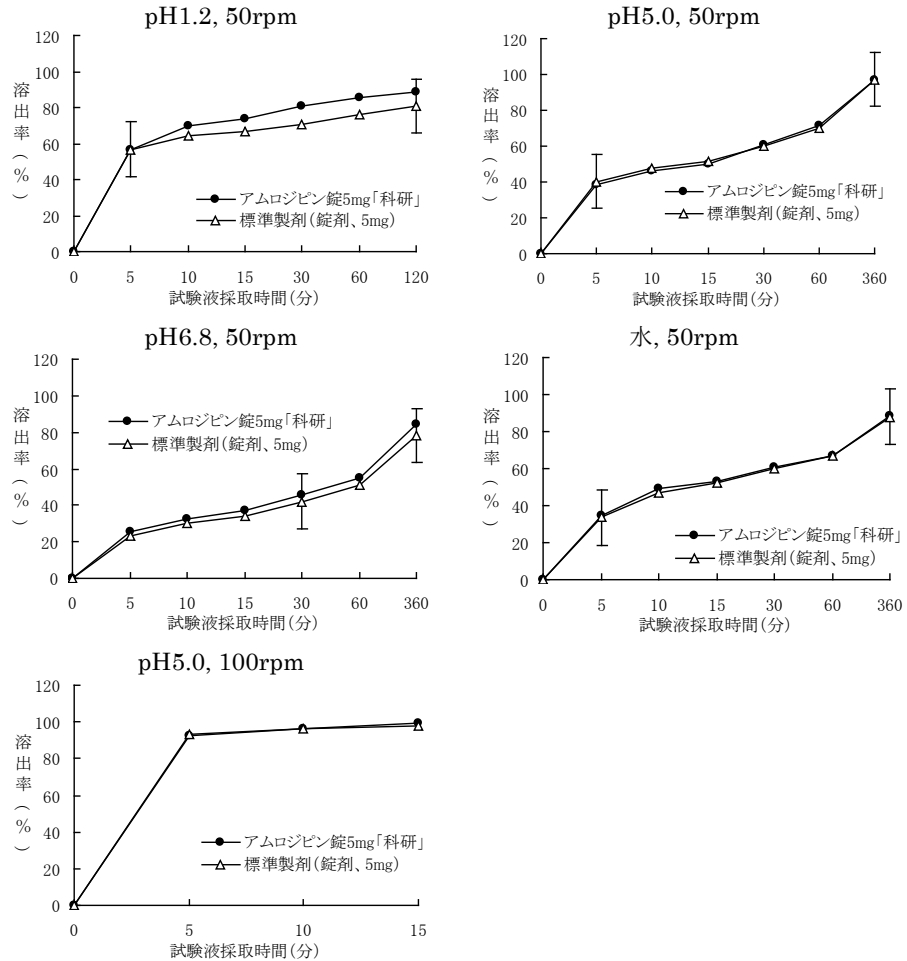 pH1.2, 50rpm
120
100
80
60
40
20
0
溶出率(%)
アムロジピン錠5mg「科研」
標準製剤(錠剤、5mg)
0 5 10 15 30 60 120
試験液採取時間(分)
pH5.0, 50rpm
120
100
80
60
40
20
0
溶出率(%)
アムロジピン錠5mg「科研」
標準製剤(錠剤、5mg)
0 5 10 15 30 60 360
試験液採取時間(分)
pH6.8, 50rpm
120
100
80
60
40
20
0
溶出率(%)
アムロジピン錠5mg「科研」
標準製剤(錠剤、5mg)
0 5 10 15 30 60 360
試験液採取時間(分)
水, 50rpm
120
100
80
60
40
20
0
溶出率(%)
アムロジピン錠5mg「科研」
標準製剤(錠剤、5mg)
0 5 10 15 30 60 360
試験液採取時間(分)
pH5.0, 100rpm
120
100
80
60
40
20
0
溶出率(%)
アムロジピン錠5mg「科研」
標準製剤(錠剤、5mg)
0 5 10 15
試験液採取時間(分)